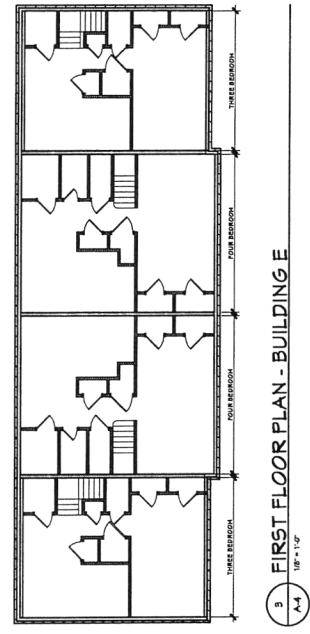 THREE BEDROOM
FOUR BEDROOM
FOUR BEDROOM
THREE BEDROOM
3
A-4
FIRST FLOOR PLAN - BUILDING E
1/8" = 1'-0"